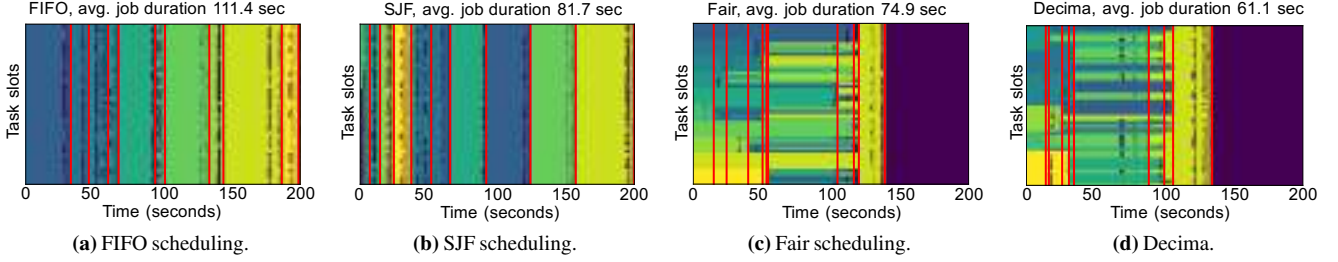 FIFO, avg. job duration 111.4 sec
Task slots
0 50 100 150 200
Time (seconds)
(a) FIFO scheduling.
SJF, avg. job duration 81.7 sec
Task slots
0 50 100 150 200
Time (seconds)
(b) SJF scheduling.
Fair, avg. job duration 74.9 sec
Task slots
0 50 100 150 200
Time (seconds)
(c) Fair scheduling.
Decima, avg. job duration 61.1 sec
Task slots
0 50 100 150 200
Time (seconds)
(d) Decima.